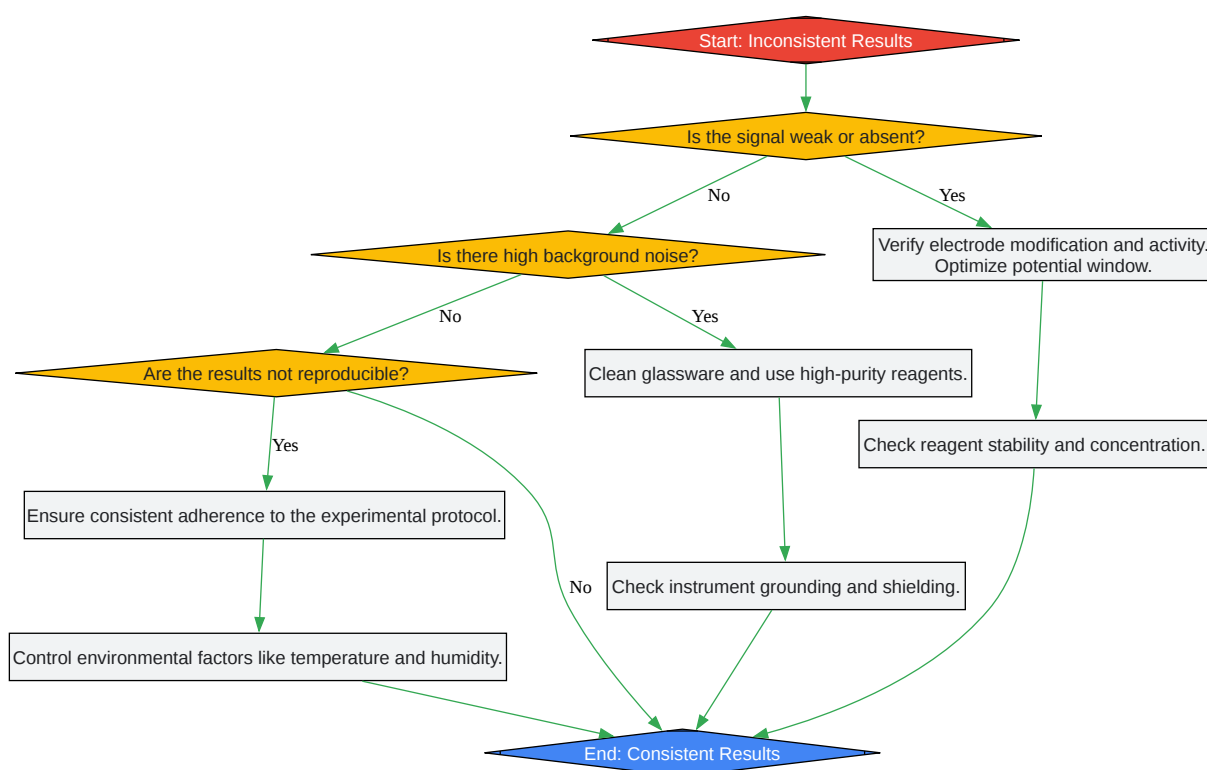 Start: Inconsistent Results
Is the signal weak or absent?
No
Yes
Is there high background noise?
Verify electrode modification and activity.
Optimize potential window.
No
Yes
Are the results not reproducible?
Clean glassware and use high-purity reagents.
Yes
Check reagent stability and concentration.
Ensure consistent adherence to the experimental protocol.
No
Check instrument grounding and shielding.
Control environmental factors like temperature and humidity.
End: Consistent Results